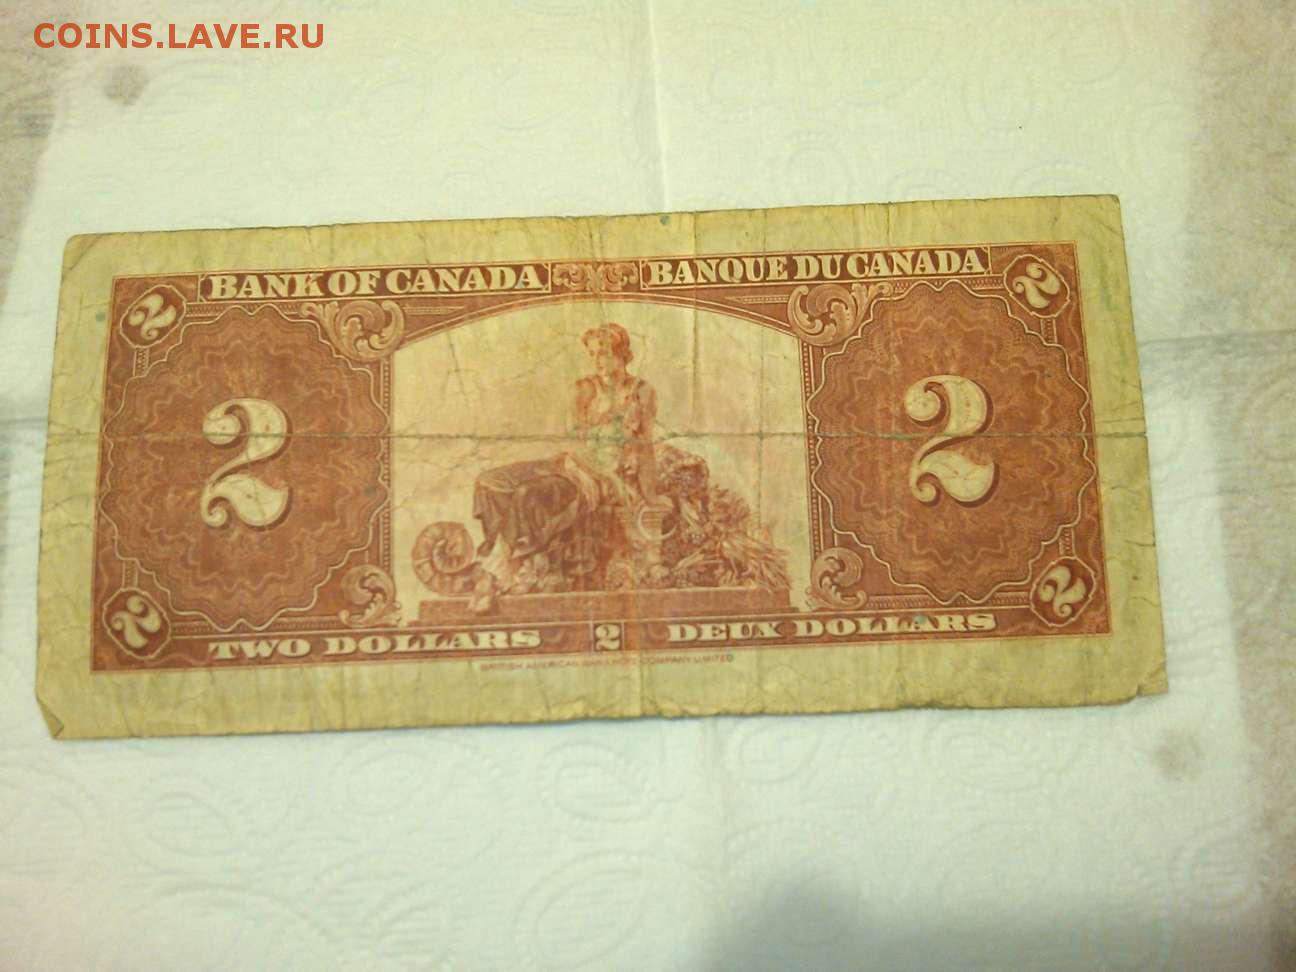 COINS.LAVE.RU
BANK OF CANADA BANQUE DU CANADA
2 2
2 2
2 2
TWO DOLLARS 2 DEUX DOLLARS
BRITISH AMERICAN BANK NOTE COMPANY LIMITED